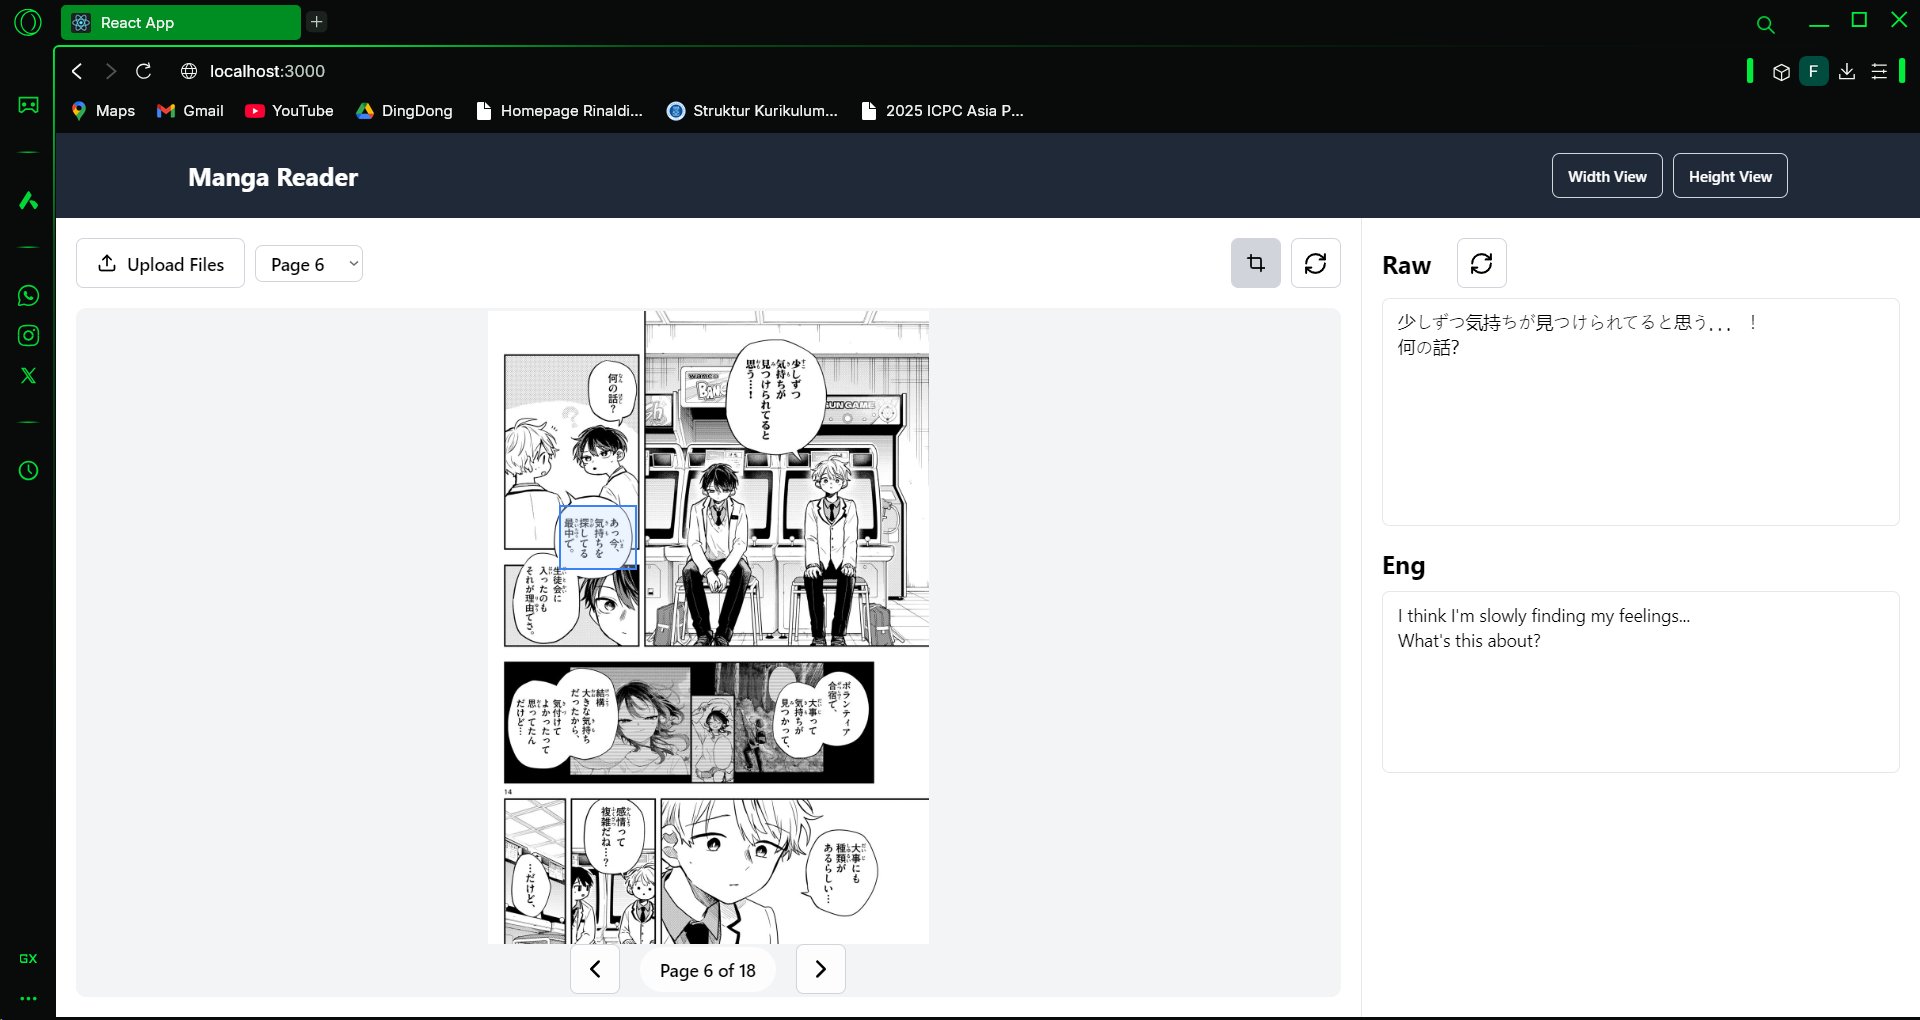 React App
localhost:3000
F
Maps
Gmail
YouTube
DingDong
Homepage Rinaldi...
Struktur Kurikulum...
2025 ICPC Asia P...
Manga Reader
Width View
Height View
Upload Files
Page 6
Raw
少しずつ気持ちが見つけられてると思う... !
何の話?
Eng
I think I'm slowly finding my feelings...
What's this about?
少しずつ
気持ちが
見つけられてると
思う…!
GUN GAME
何の話?
あっ今、
気持ちを
探してる
最中で。
生徒会に
入ったのも
それが理由でさ。
ボランティア
合宿で、
大事って
気持ちが
見つかって、
結構
大きな気持ち
だったから、
気付けて
よかったって
思ってたん
だけど…
14
大事にも
種類が
あるらしい…
感情って
複雑だね…?
…だけど、
Page 6 of 18
GX